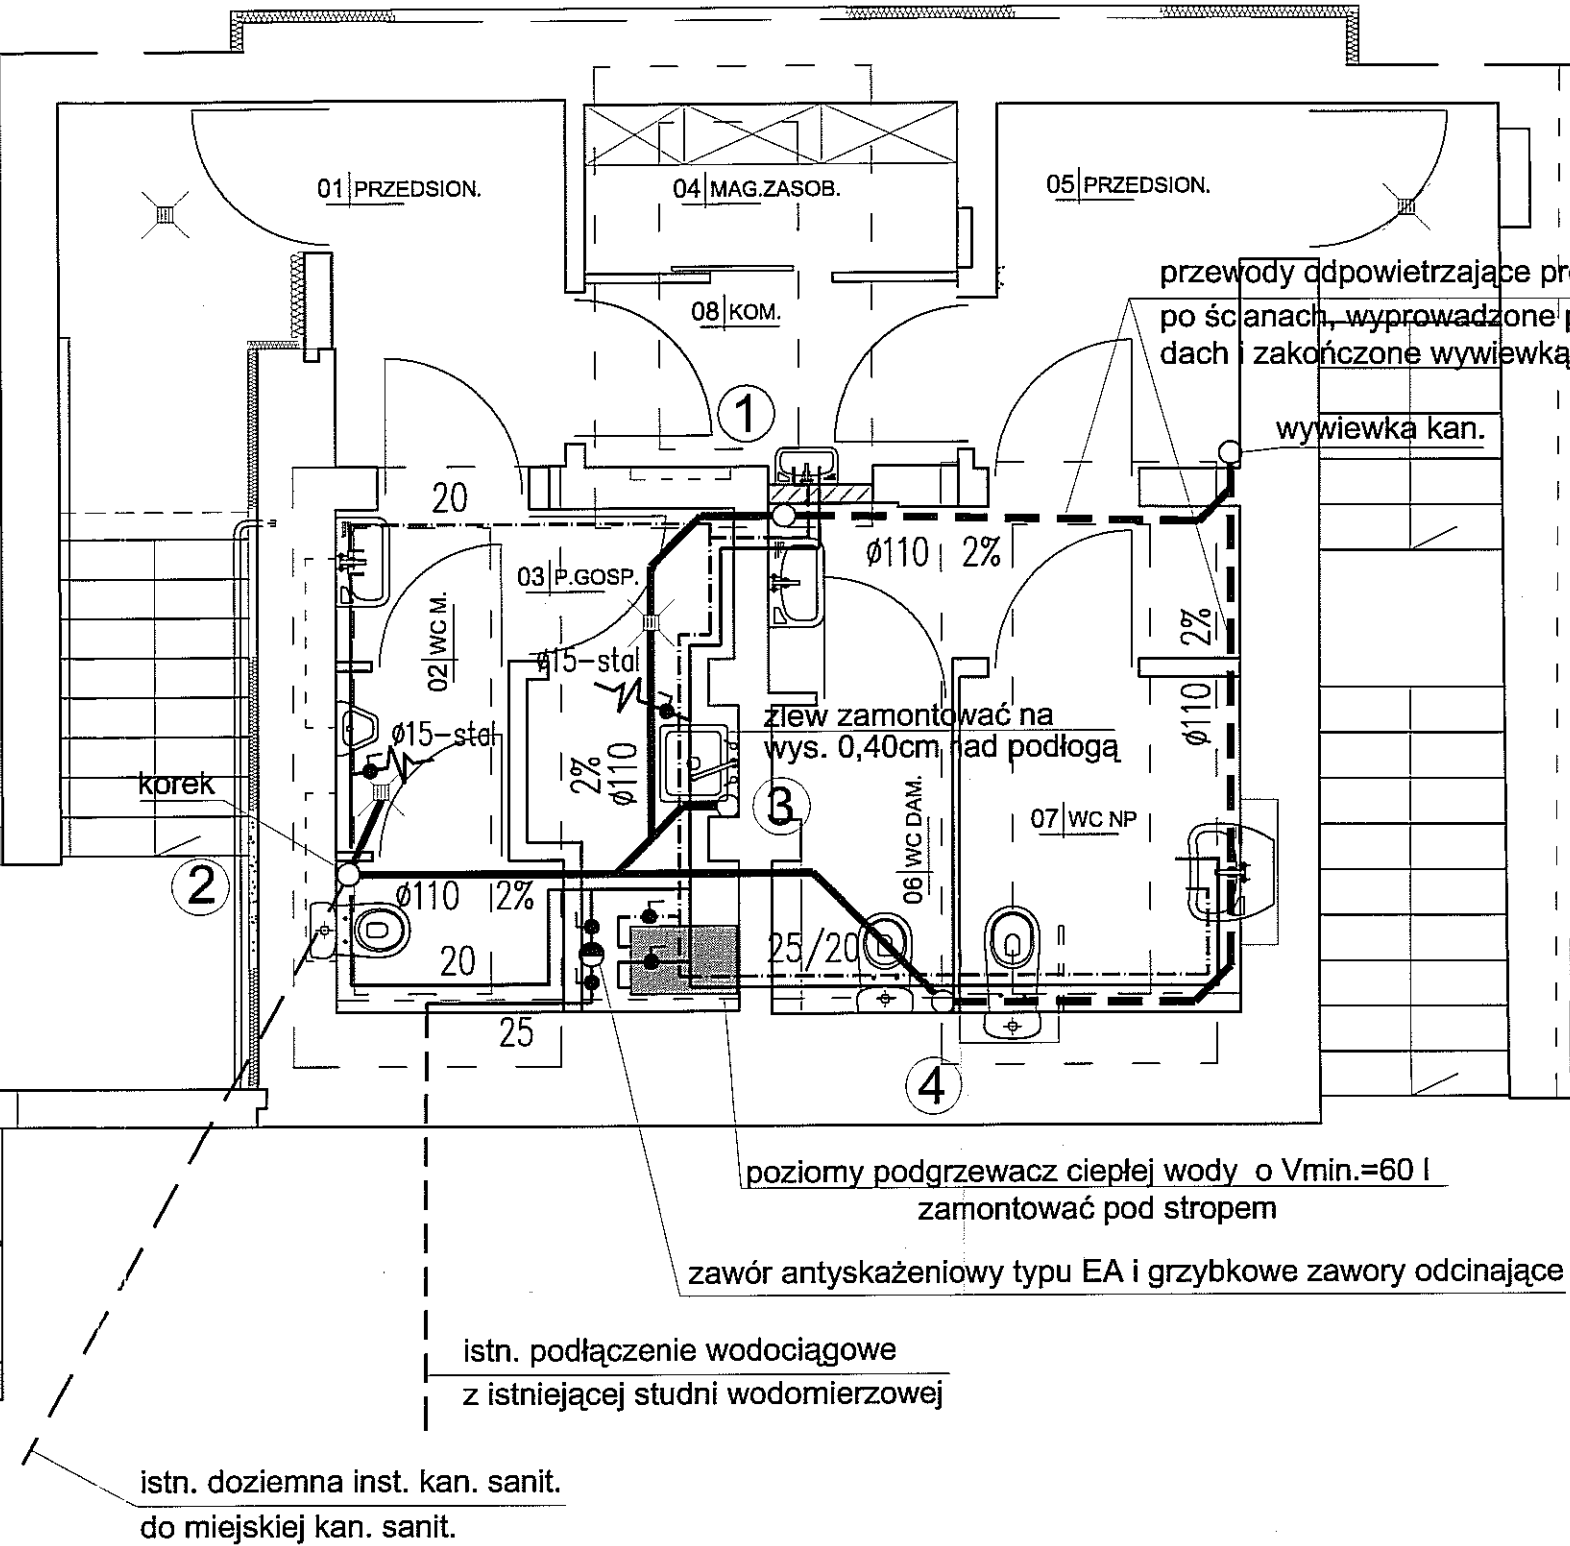 01 PRZEDSION.
04 MAG.ZASOB.
05 PRZEDSION.
08 KOM.
przewody odpowietrzające
po ścianach, wyprowadzone
dach i zakończone wywiewką
1
wywiewka kan.
20
ø110 2%
03 P.GOSP.
02 WC M.
ø15-stal
2%
ø110
zlew zamontować na
wys. 0,40cm nad podłogą
ø15-stal
2%
ø110
korek
3
07 WC NP
06 WC DAM.
2
ø110 2%
20
25/20
25
4
poziomy podgrzewacz ciepłej wody o Vmin.=60 l
zamontować pod stropem
zawór antyskażeniowy typu EA i grzybkowe zawory odcinające
istn. podłączenie wodociągowe
z istniejącej studni wodomierzowej
istn. doziemna inst. kan. sanit.
do miejskiej kan. sanit.